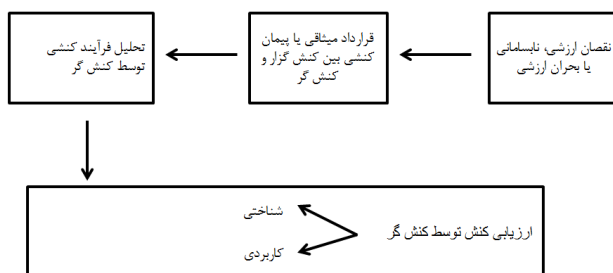 نقصان ارزشی، نابسامانی
یا بحران ارزشی
قرارداد میثاقی یا پیمان
کنشی بین کنش گزار و
کنش گر
تحلیل فرآیند کنشی
توسط کنش گر
ارزیابی کنش توسط کنش گر
شناختی
کاربردی